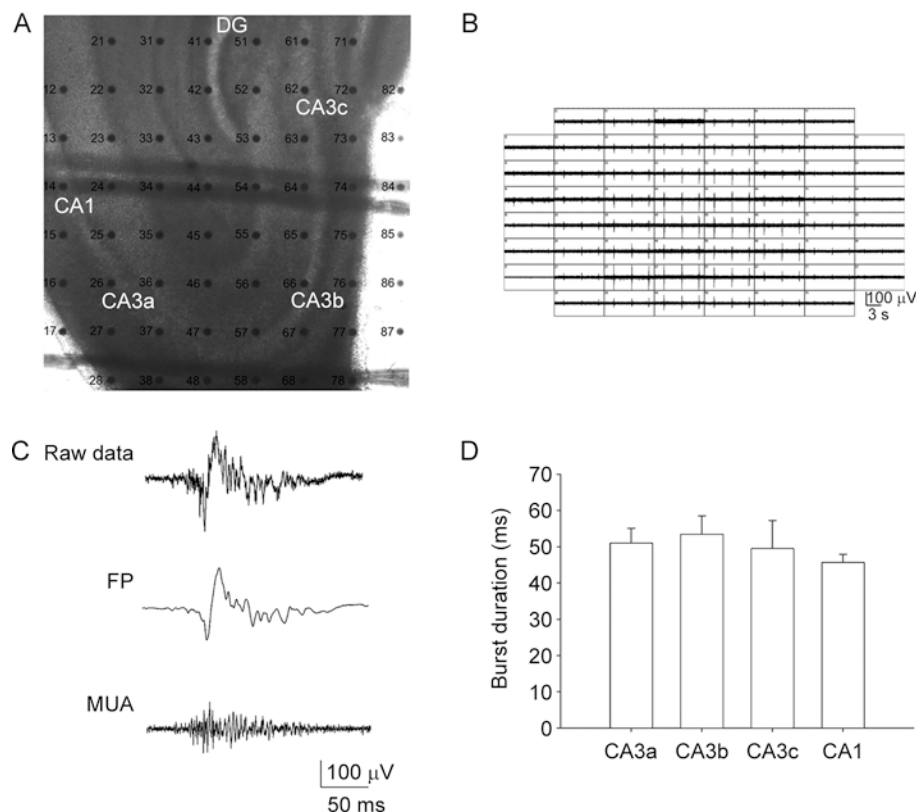 A
DG
21 31 41 51 61 71
12 22 32 42 52 62 72 82
CA3c
13 23 33 43 53 63 73 83
14 24 34 44 54 64 74 84
CA1
15 25 35 45 55 65 75 85
16 26 36 46 56 66 76 86
CA3a CA3b
17 27 37 47 57 67 77 87
28 38 48 58 68 78
B
100 μV
3 s
C
Raw data
FP
MUA
100 μV
50 ms
D
Burst duration (ms)
70
60
50
40
30
20
10
0
CA3a CA3b CA3c CA1